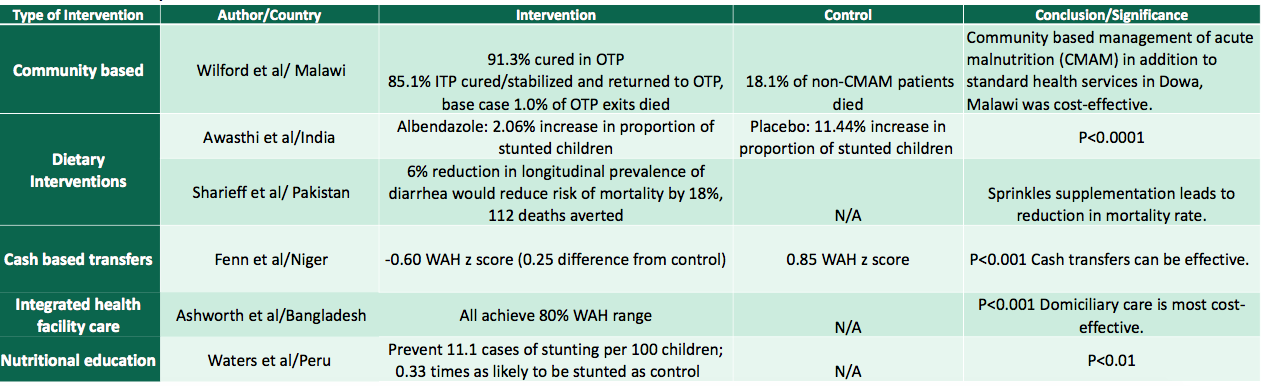 Type of Intervention Author/Country Intervention Control Conclusion/Significance
Community based
Wilford et al/ Malawi
91.3% cured in OTP
85.1% ITP cured/stabilized and returned to OTP,
base case 1.0% of OTP exits died
18.1% of non-CMAM patients
died
Community based management of acute
malnutrition (CMAM) in addition to
standard health services in Dowa,
Malawi was cost-effective.
Dietary
Interventions
Awasthi et al/India
Albendazole: 2.06% increase in proportion of
stunted children
Placebo: 11.44% increase in
proportion of stunted children
P<0.0001
Sharieff et al/ Pakistan
6% reduction in longitudinal prevalence of
diarrhea would reduce risk of mortality by 18%,
112 deaths averted
N/A
Sprinkles supplementation leads to
reduction in mortality rate.
Cash based transfers
Fenn et al/Niger
-0.60 WAH z score (0.25 difference from control)
0.85 WAH z score
P<0.001 Cash transfers can be effective.
Integrated health
facility care
Ashworth et al/Bangladesh
All achieve 80% WAH range
N/A
P<0.001 Domiciliary care is most cost-
effective.
Nutritional education
Waters et al/Peru
Prevent 11.1 cases of stunting per 100 children;
0.33 times as likely to be stunted as control
N/A
P<0.01